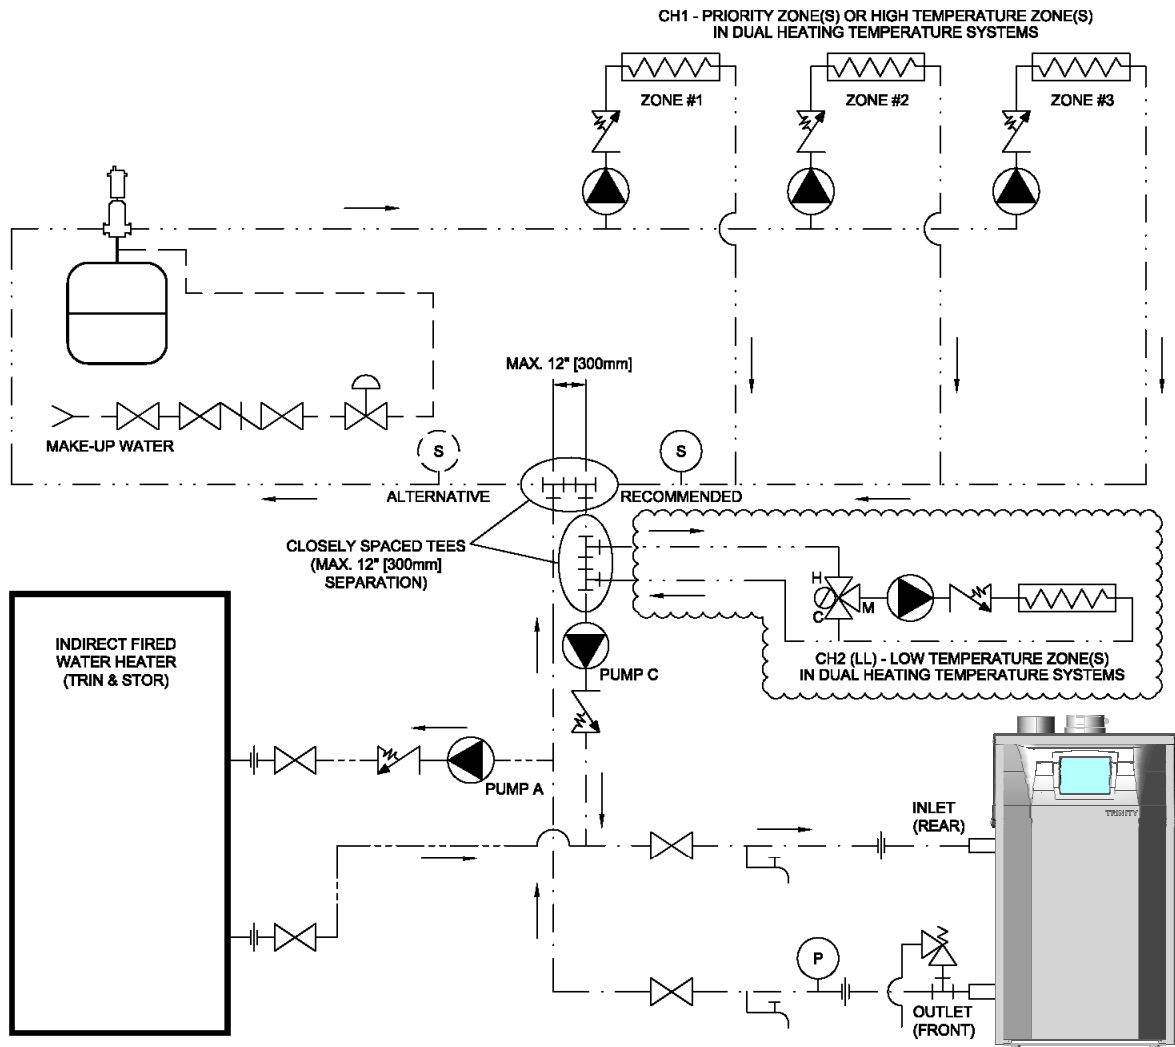 CH1 - PRIORITY ZONE(S) OR HIGH TEMPERATURE ZONE(S)
IN DUAL HEATING TEMPERATURE SYSTEMS
ZONE #1
ZONE #2
ZONE #3
MAX. 12" [300mm]
MAKE-UP WATER
S
S
ALTERNATIVE
RECOMMENDED
CLOSELY SPACED TEES
(MAX. 12" [300mm]
SEPARATION)
H
M
C
CH2 (LL) - LOW TEMPERATURE ZONE(S)
IN DUAL HEATING TEMPERATURE SYSTEMS
INDIRECT FIRED
WATER HEATER
(TRIN & STOR)
PUMP C
PUMP A
INLET
(REAR)
TRINITY
P
OUTLET
(FRONT)